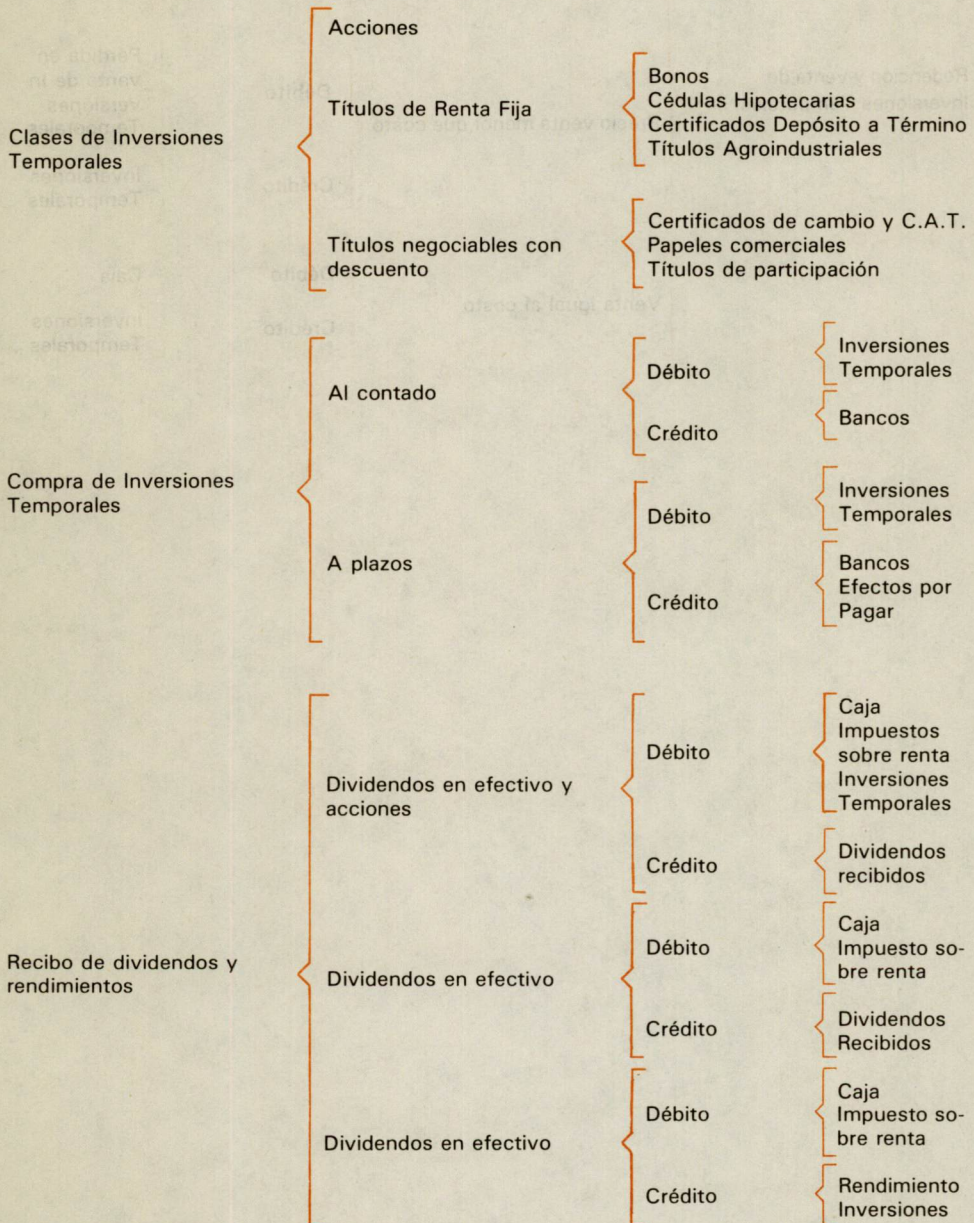 Clases de Inversiones
Temporales
Acciones
Títulos de Renta Fija
Bonos
Cédulas Hipotecarias
Certificados Depósito a Término
Títulos Agroindustriales
Títulos negociables con
descuento
Certificados de cambio y C.A.T.
Papeles comerciales
Títulos de participación
Compra de Inversiones
Temporales
Al contado
Débito
Inversiones
Temporales
Crédito
Bancos
A plazos
Débito
Inversiones
Temporales
Crédito
Bancos
Efectos por
Pagar
Recibo de dividendos y
rendimientos
Dividendos en efectivo y
acciones
Débito
Caja
Impuestos
sobre renta
Inversiones
Temporales
Crédito
Dividendos
recibidos
Dividendos en efectivo
Débito
Caja
Impuesto so-
bre renta
Crédito
Dividendos
Recibidos
Dividendos en efectivo
Débito
Caja
Impuesto so-
bre renta
Crédito
Rendimiento
Inversiones